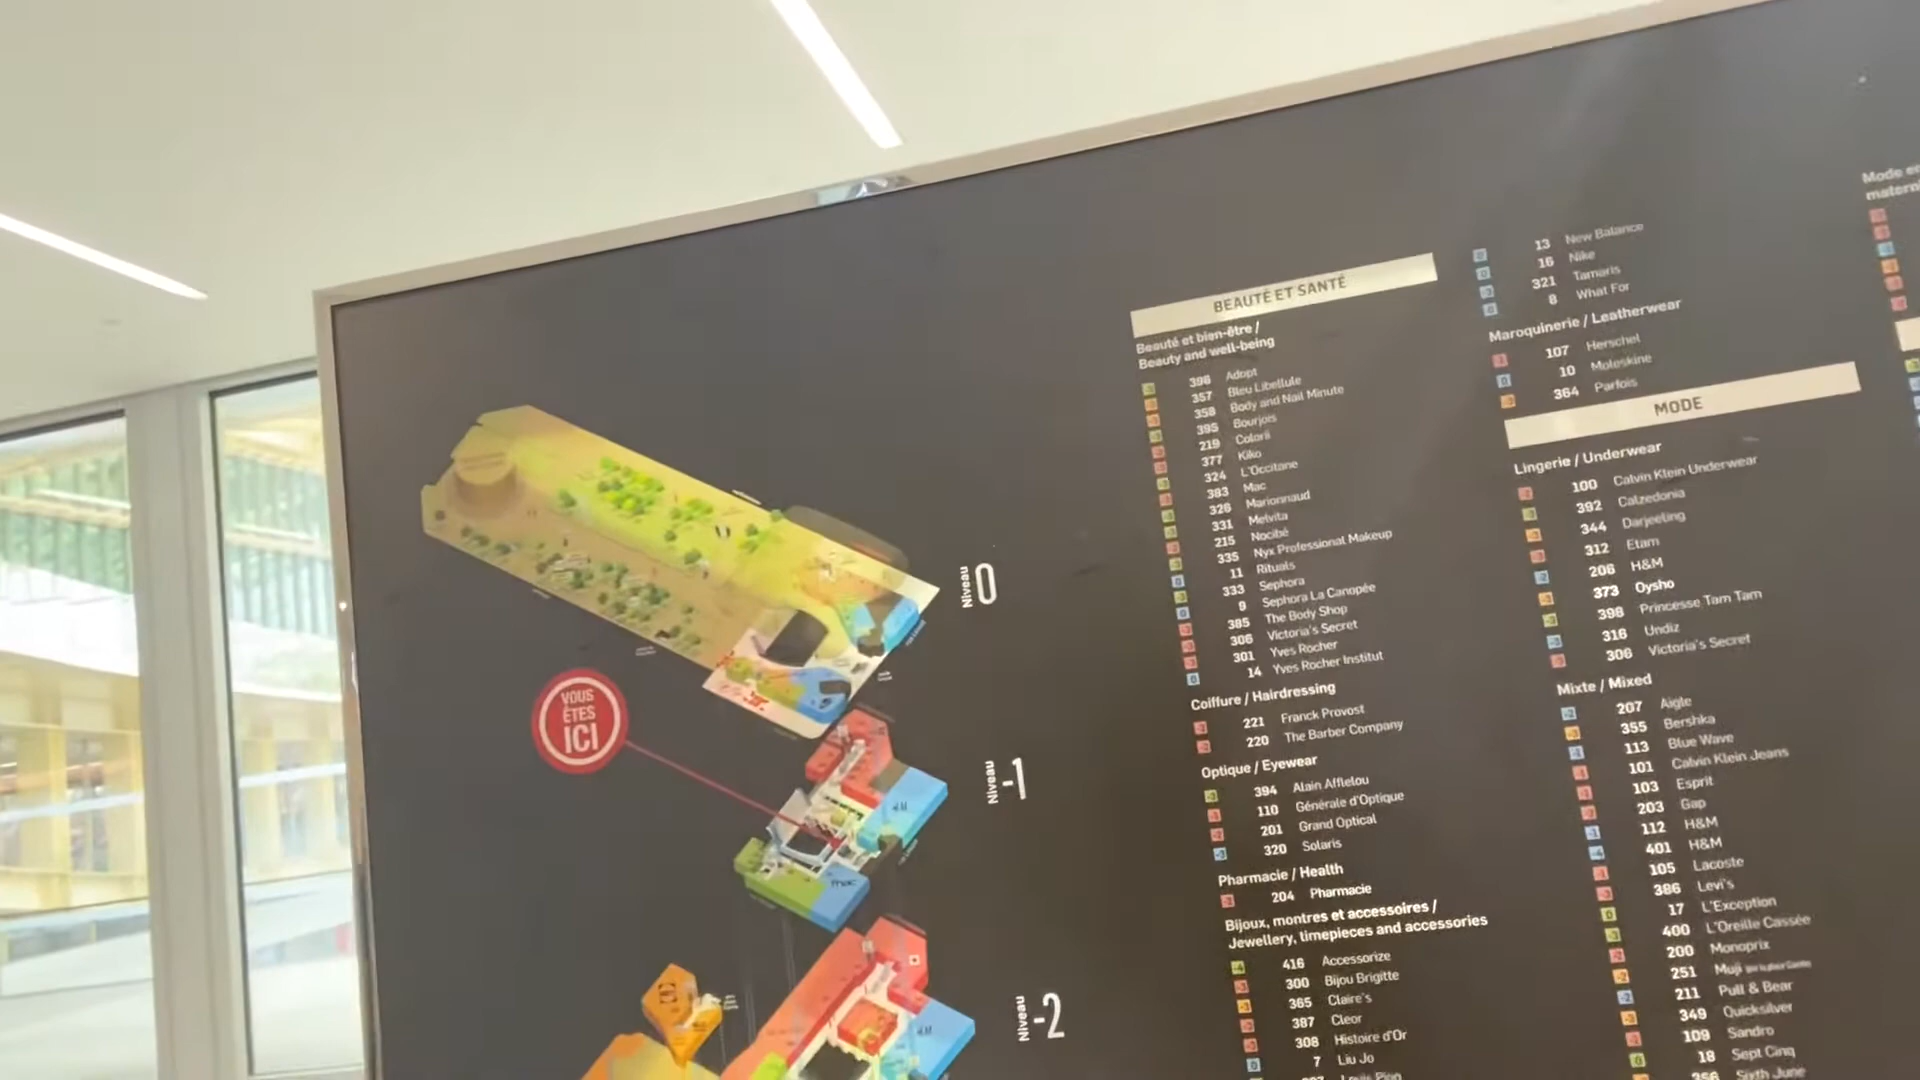 VOUS
ÊTES
ICI
Niveau 0
Niveau -1
Niveau -2
fnac
BEAUTÉ ET SANTÉ
Beauté et bien-être /
Beauty and well-being
396 Adopt
357 Bleu Libellule
358 Body and Nail Minute
395 Bourjois
219 Colorii
377 Kiko
324 L'Occitane
383 Mac
326 Marionnaud
331 Melvita
215 Nocibé
335 Nyx Professional Makeup
11 Rituals
333 Sephora
9 Sephora La Canopée
385 The Body Shop
306 Victoria's Secret
301 Yves Rocher
14 Yves Rocher Institut
Coiffure / Hairdressing
221 Franck Provost
220 The Barber Company
Optique / Eyewear
394 Alain Afflelou
110 Générale d'Optique
201 Grand Optical
320 Solaris
Pharmacie / Health
204 Pharmacie
Bijoux, montres et accessoires /
Jewellery, timepieces and accessories
416 Accessorize
300 Bijou Brigitte
365 Claire's
387 Cleor
308 Histoire d'Or
7 Liu Jo
13 New Balance
16 Nike
321 Tamaris
8 What For
Maroquinerie / Leatherwear
107 Herschel
10 Moleskine
364 Parfois
MODE
Lingerie / Underwear
100 Calvin Klein Underwear
392 Calzedonia
344 Darjeeling
312 Etam
206 H&M
373 Oysho
398 Princesse Tam Tam
316 Undiz
306 Victoria's Secret
Mixte / Mixed
207 Aigle
355 Bershka
113 Blue Wave
101 Calvin Klein Jeans
103 Esprit
203 Gap
112 H&M
401 H&M
105 Lacoste
386 Levi's
17 L'Exception
400 L'Oreille Cassée
200 Monoprix
251 Muji
211 Pull & Bear
349 Quicksilver
109 Sandro
18 Sept Cinq
356 Sixth June
Mode